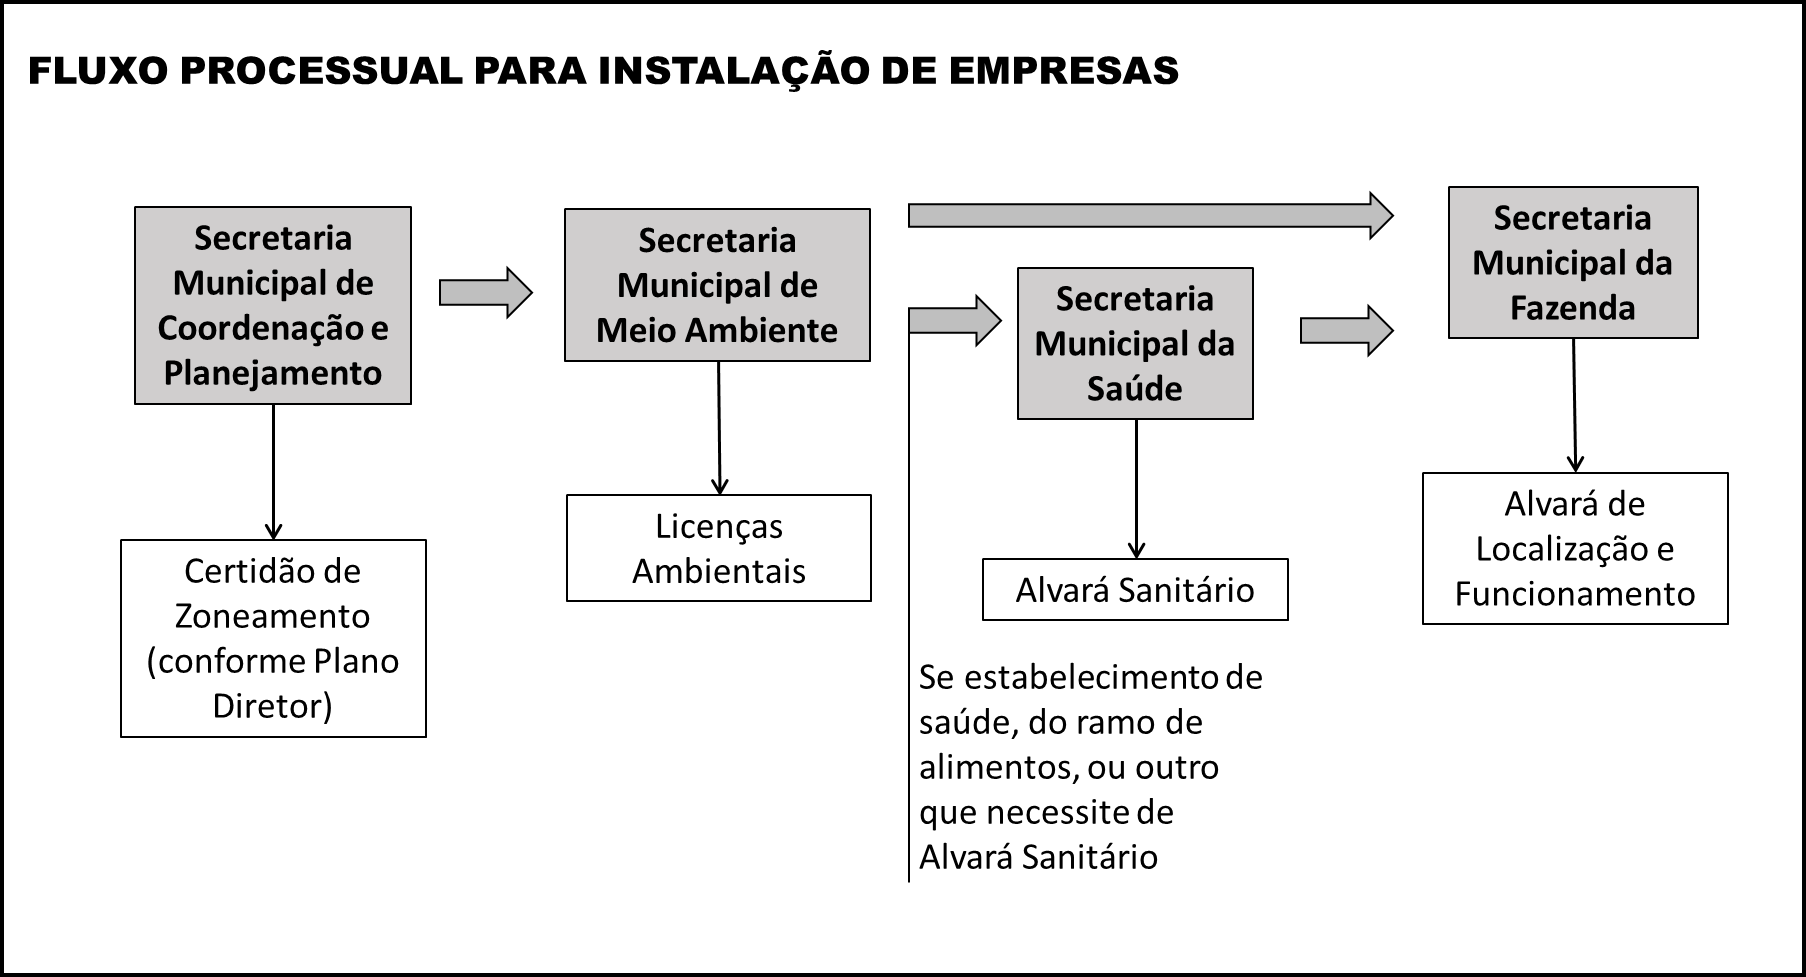 FLUXO PROCESSUAL PARA INSTALAÇÃO DE EMPRESAS
Secretaria
Municipal de
Coordenação e
Planejamento
Secretaria
Municipal de
Meio Ambiente
Secretaria
Municipal da
Saúde
Secretaria
Municipal da
Fazenda
Certidão de
Zoneamento
(conforme Plano
Diretor)
Licenças
Ambientais
Alvará Sanitário
Alvará de
Localização e
Funcionamento
Se estabelecimento de
saúde, do ramo de
alimentos, ou outro
que necessite de
Alvará Sanitário